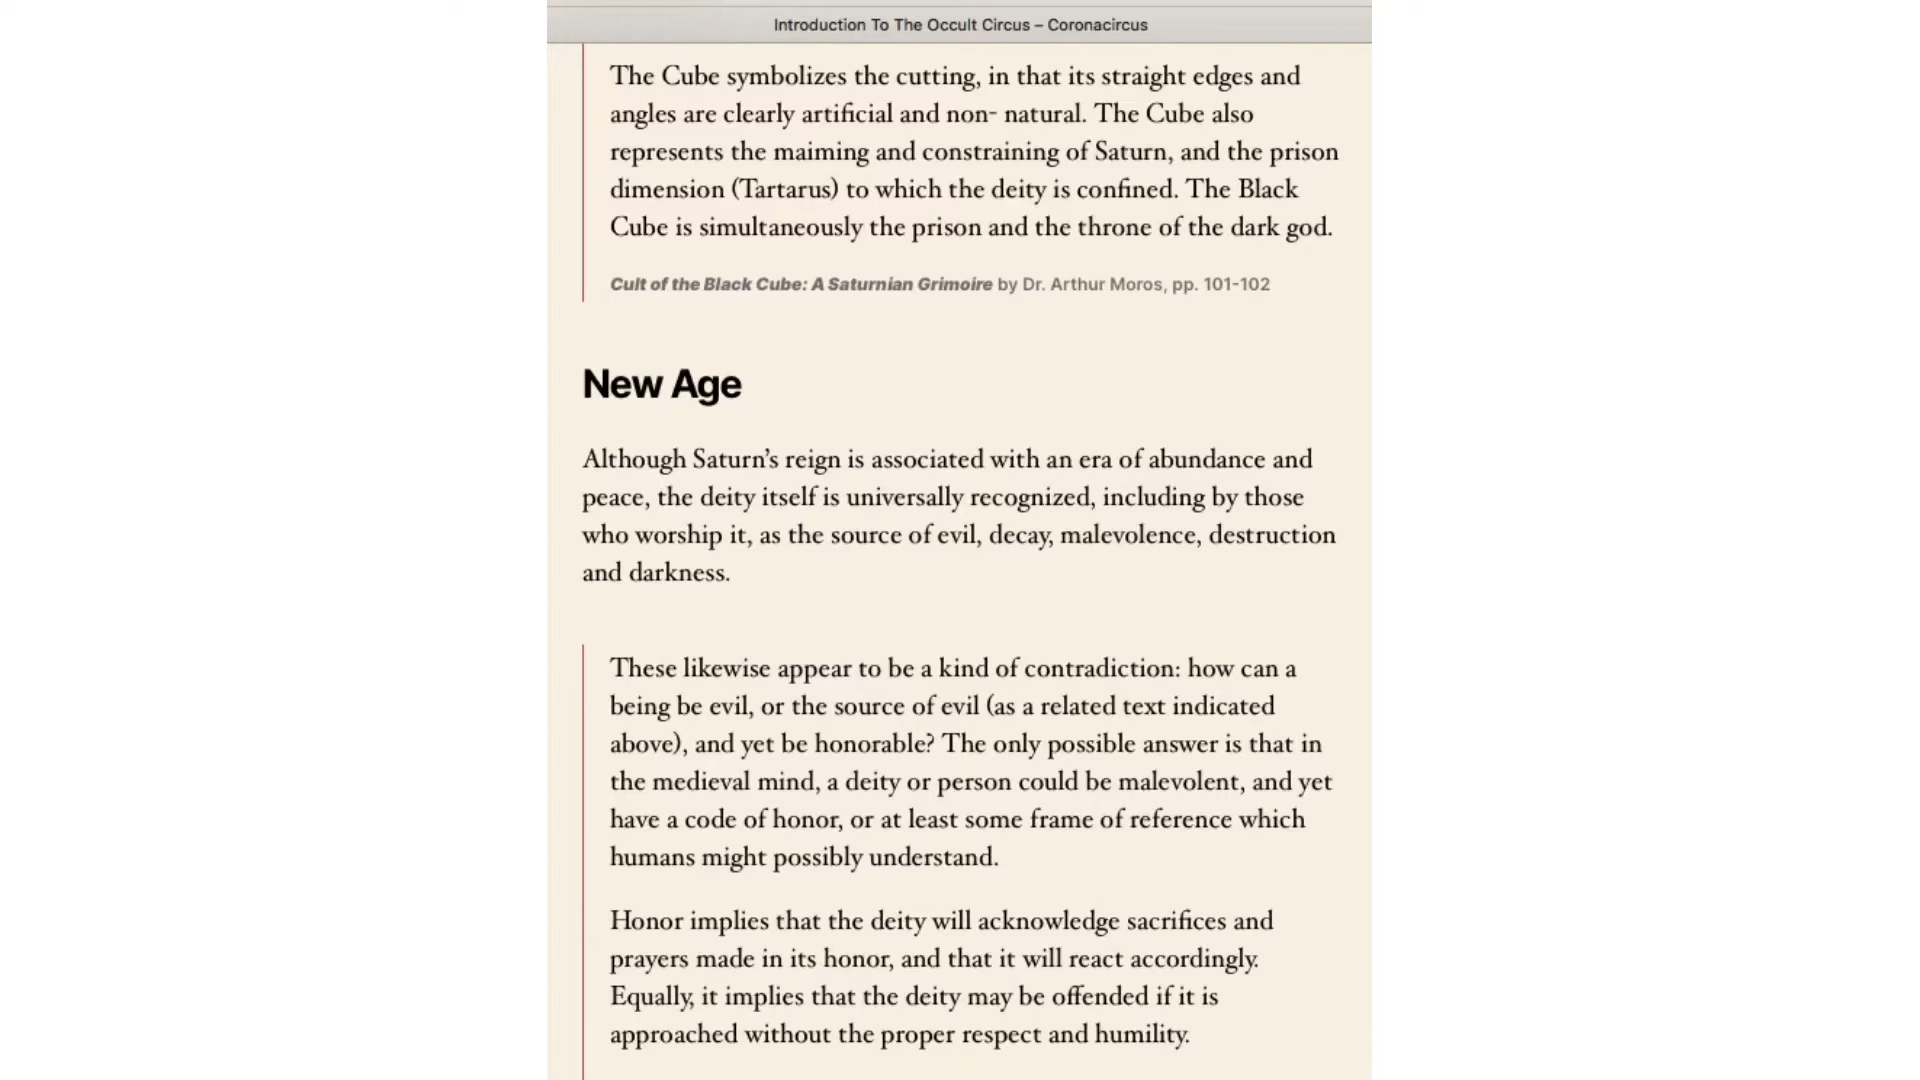 Introduction To The Occult Circus – Coronacircus
The Cube symbolizes the cutting, in that its straight edges and
angles are clearly artificial and non- natural. The Cube also
represents the maiming and constraining of Saturn, and the prison
dimension (Tartarus) to which the deity is confined. The Black
Cube is simultaneously the prison and the throne of the dark god.
Cult of the Black Cube: A Saturnian Grimoire by Dr. Arthur Moros, pp. 101-102
New Age
Although Saturn’s reign is associated with an era of abundance and
peace, the deity itself is universally recognized, including by those
who worship it, as the source of evil, decay, malevolence, destruction
and darkness.
These likewise appear to be a kind of contradiction: how can a
being be evil, or the source of evil (as a related text indicated
above), and yet be honorable? The only possible answer is that in
the medieval mind, a deity or person could be malevolent, and yet
have a code of honor, or at least some frame of reference which
humans might possibly understand.
Honor implies that the deity will acknowledge sacrifices and
prayers made in its honor, and that it will react accordingly.
Equally, it implies that the deity may be offended if it is
approached without the proper respect and humility.